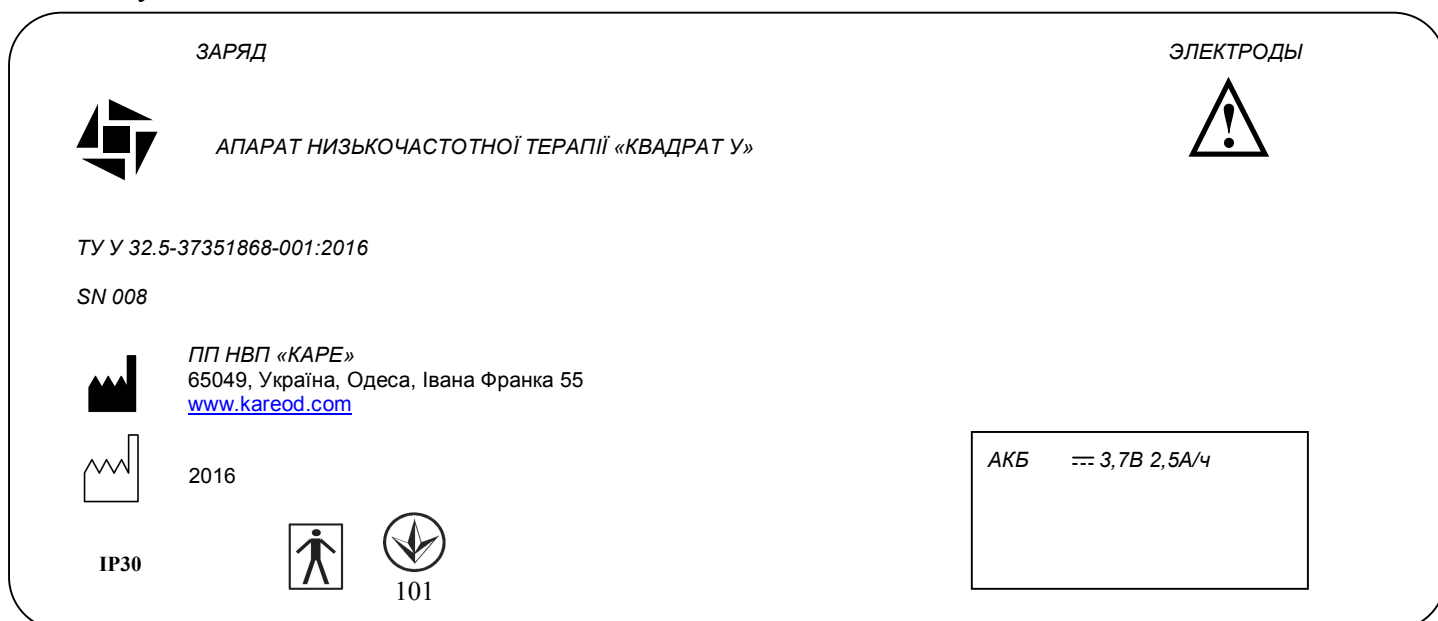 ЗАРЯД
ЭЛЕКТРОДЫ
АПАРАТ НИЗЬКОЧАСТОТНОЇ ТЕРАПІЇ «КВАДРАТ У»
ТУ У 32.5-37351868-001:2016
SN 008
ПП НВП «КАРЕ»
65049, Україна, Одеса, Івана Франка 55
www.kareod.com
2016
АКБ ⎓ 3,7В 2,5А/ч
IP30
101